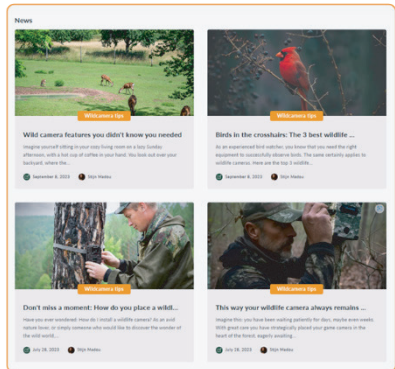 News
Wildcamera tips
Wild camera features you didn't know you needed
Imagine yourself sitting in your cosy living room on a lazy Sunday
afternoon, with a hot cup of coffee in your hand. You look out over your
backyard, where the...
September 6, 2023 Stijn
Wildcamera tips
Birds in the crosshairs: The 3 best wildlife ...
As an experienced bird watcher, you know that you need the right
equipment to successfully observe birds. The same certainly applies to
wildlife cameras. Here are the top 3 wildlife...
September 6, 2023 Stijn
Wildcamera tips
Don't miss a moment: How do you place a wildl...
Have you ever wondered: How do I install a wildlife camera? As an avid
nature lover, or simply someone who would like to discover the wonder of
the wild world,...
July 28, 2023 Stijn
Wildcamera tips
This way your wildlife camera always remains ...
Imagine this: you have been waiting patiently for days, maybe even weeks.
With great care you have strategically placed your game camera in the
heart of the forest, eagerly awaiting...
July 18, 2023 Stijn